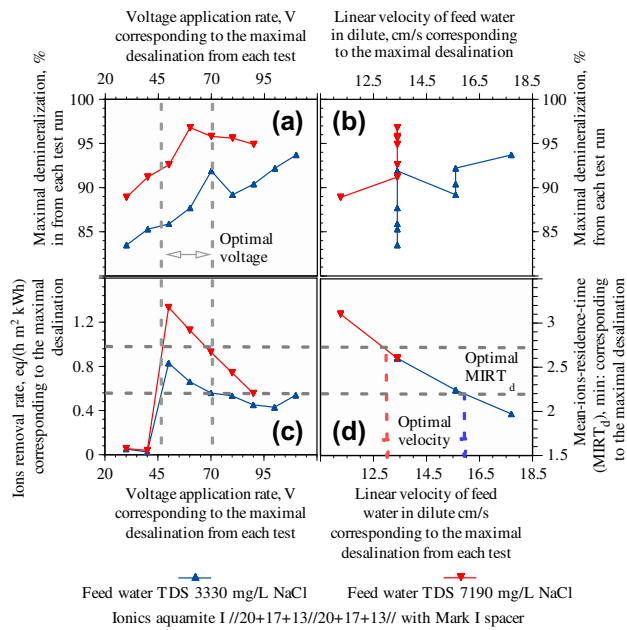 Voltage application rate, V
corresponding to the maximal
desalination from each test
20 45 70 95
Linear velocity of feed water
in dilute, cm/s corresponding
to the maximal desalination
12.5 14.5 16.5 18.5
Maximal demineralization, %
in from each test run
100
95
90
85
(a)
Optimal
voltage
(b)
100
95
90
85
Maximal demineralization, %
from each test run
Ions removal rate, eq/(h m² kWh)
corresponding to the maximal
desalination
1.6
1.2
0.8
0.4
0
(c)
Optimal
MIRT
d
Optimal
velocity
(d)
3
2.5
2
1.5
Mean-ions-residence-time
(MIRT_d), min: corresponding
to the maximal desalination
20 45 70 95
Voltage application rate, V
corresponding to the maximal
desalination from each test
12.5 14.5 16.5 18.5
Linear velocity of feed
water in dilute cm/s
corresponding to the maximal
desalination from each test
Feed water TDS 3330 mg/L NaCl
Feed water TDS 7190 mg/L NaCl
Ionics aquamite I //20+17+13//20+17+13// with Mark I spacer